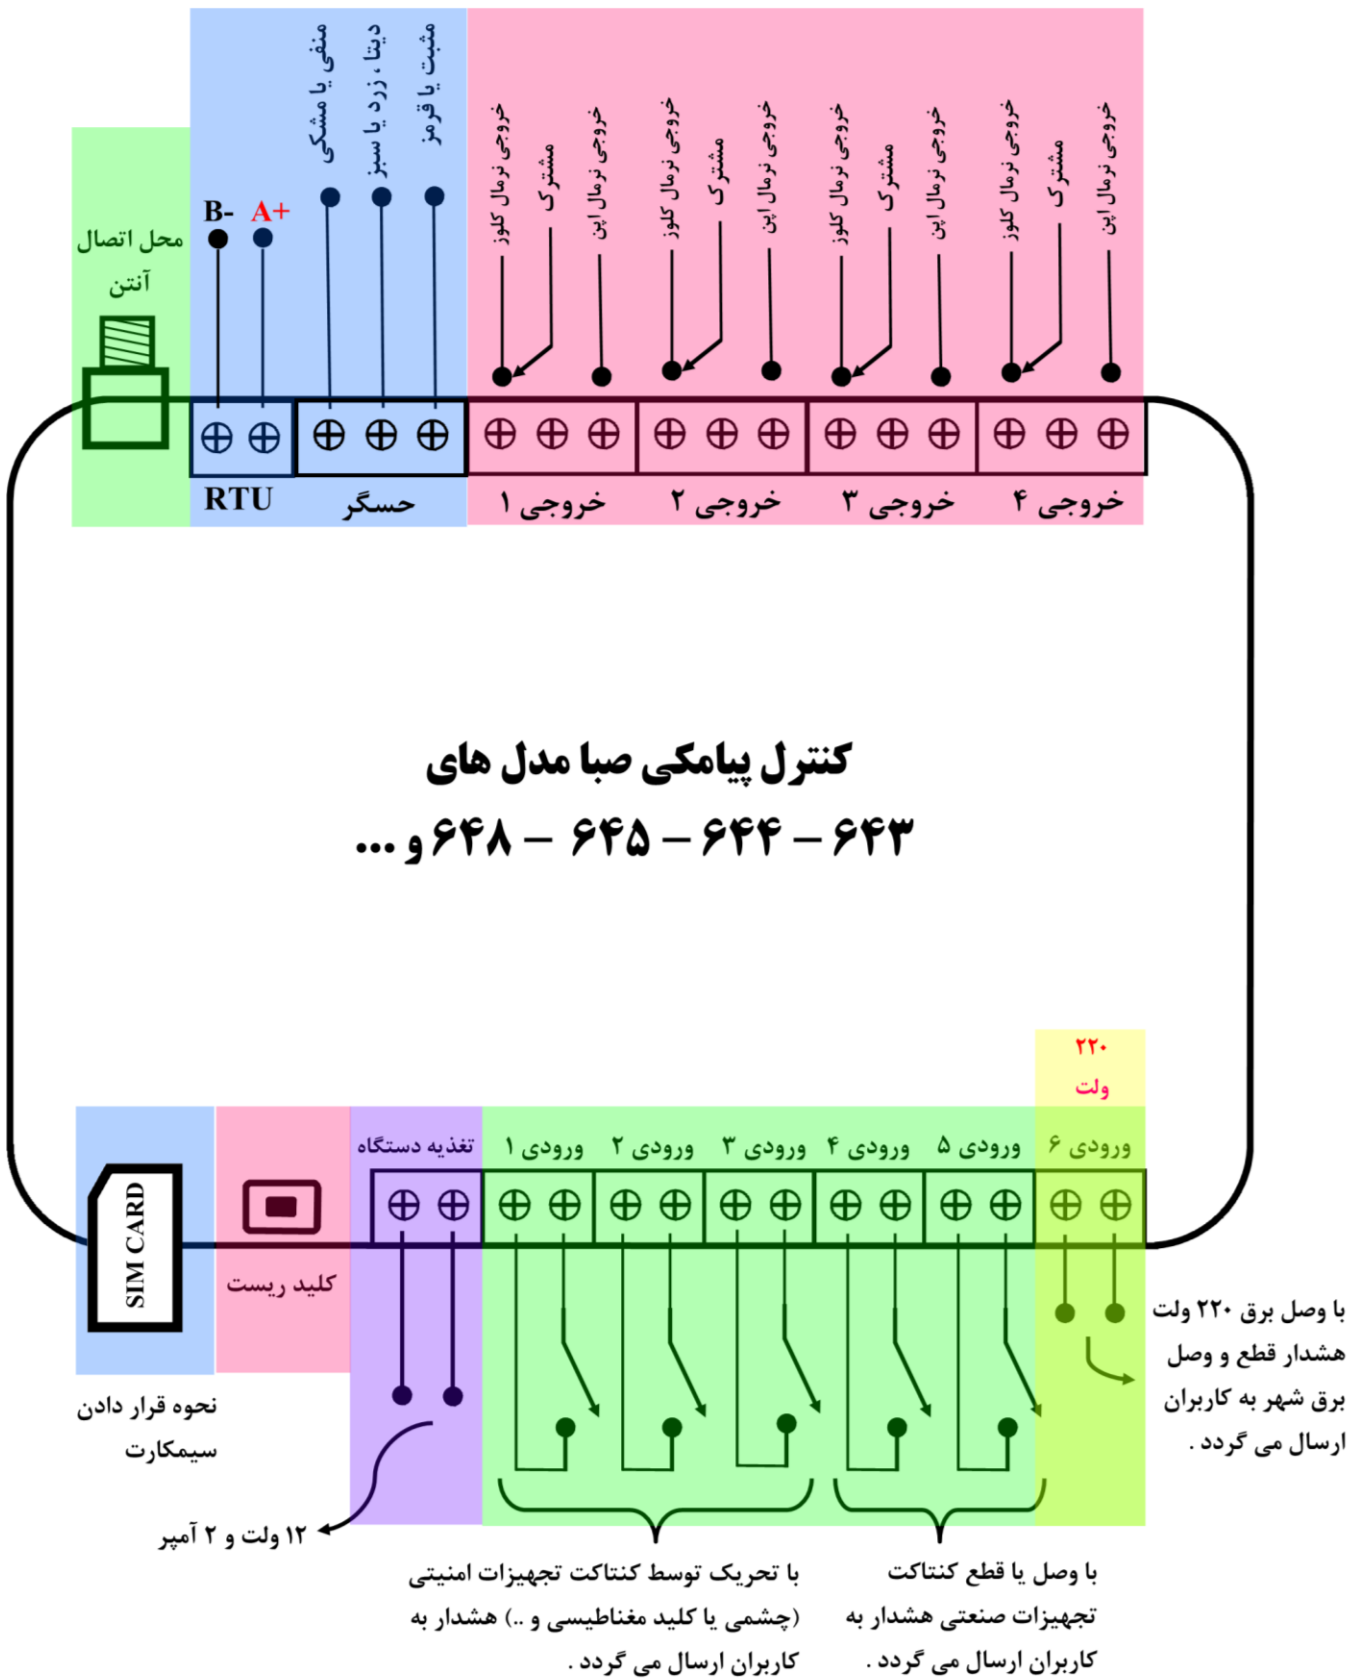 منفی یا مشکی
دیتا ، زرد یا سبز
مثبت یا قرمز
خروجی نرمال کلوز
مشترک
خروجی نرمال اپن
خروجی نرمال کلوز
مشترک
خروجی نرمال اپن
خروجی نرمال کلوز
مشترک
خروجی نرمال اپن
خروجی نرمال کلوز
مشترک
خروجی نرمال اپن
محل اتصال
آنتن
B-
A+
RTU
حسگر
خروجی ۱
خروجی ۲
خروجی ۳
خروجی ۴
کنترل پیامکی صبا مدل های
۶۴۳ – ۶۴۴ – ۶۴۵ – ۶۴۸ و ...
۲۲۰
ولت
تغذیه دستگاه
ورودی ۱
ورودی ۲
ورودی ۳
ورودی ۴
ورودی ۵
ورودی ۶
SIM CARD
کلید ریست
نحوه قرار دادن
سیمکارت
۱۲ ولت و ۲ آمپر
با تحریک توسط کنتاکت تجهیزات امنیتی
(چشمی یا کلید مغناطیسی و ..) هشدار به
کاربران ارسال می گردد .
با وصل یا قطع کنتاکت
تجهیزات صنعتی هشدار به
کاربران ارسال می گردد .
با وصل برق ۲۲۰ ولت
هشدار قطع و وصل
برق شهر به کاربران
ارسال می گردد .